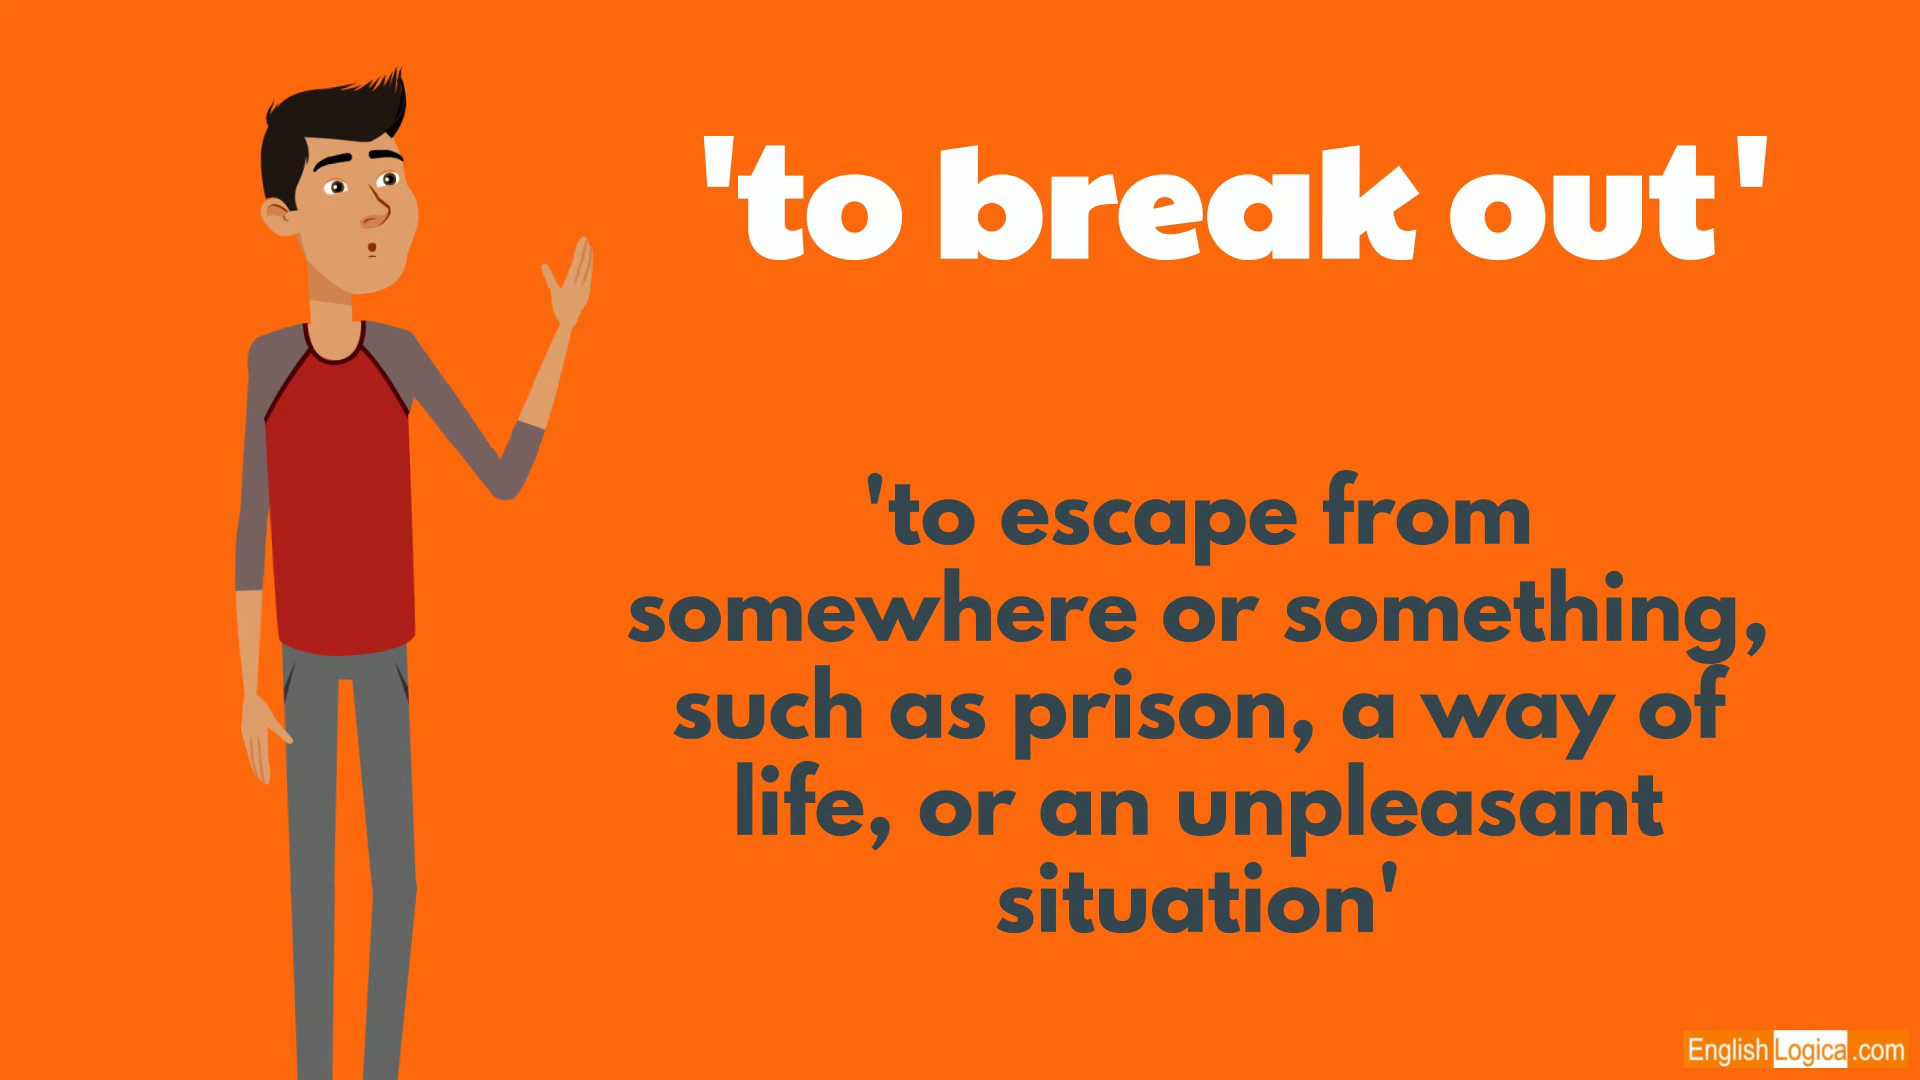 'to break out'
'to escape from
somewhere or something,
such as prison, a way of
life, or an unpleasant
situation'
EnglishLogica.com